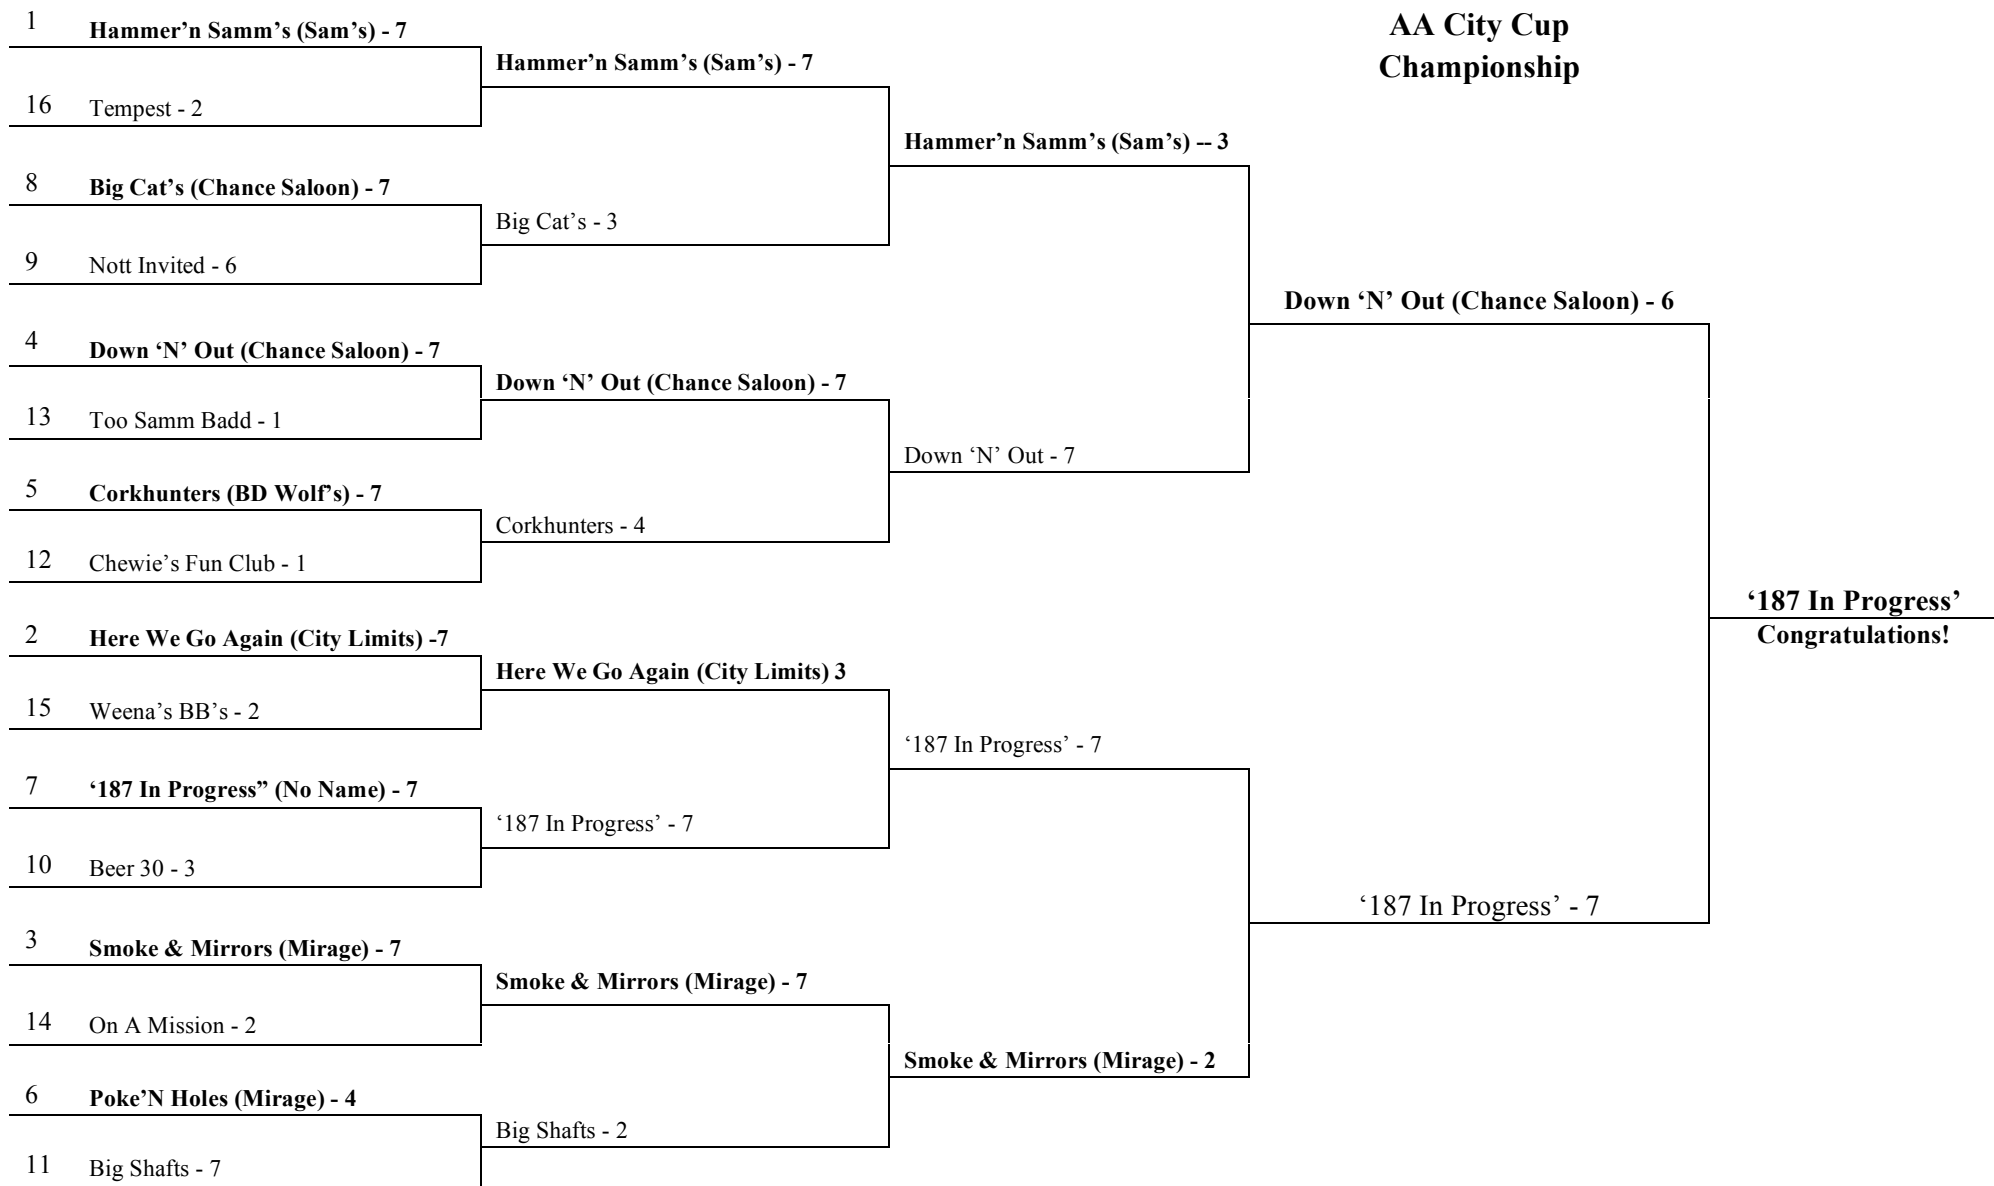 AA City Cup
Championship
1 Hammer’n Samm’s (Sam’s) - 7
16 Tempest - 2
8 Big Cat’s (Chance Saloon) - 7
9 Nott Invited - 6
4 Down ‘N’ Out (Chance Saloon) - 7
13 Too Samm Badd - 1
5 Corkhunters (BD Wolf’s) - 7
12 Chewie’s Fun Club - 1
2 Here We Go Again (City Limits) -7
15 Weena’s BB’s - 2
7 ‘187 In Progress” (No Name) - 7
10 Beer 30 - 3
3 Smoke & Mirrors (Mirage) - 7
14 On A Mission - 2
6 Poke’N Holes (Mirage) - 4
11 Big Shafts - 7
Hammer’n Samm’s (Sam’s) - 7
Big Cat’s - 3
Down ‘N’ Out (Chance Saloon) - 7
Corkhunters - 4
Here We Go Again (City Limits) 3
‘187 In Progress’ - 7
Smoke & Mirrors (Mirage) - 7
Big Shafts - 2
Hammer’n Samm’s (Sam’s) -- 3
Down ‘N’ Out - 7
‘187 In Progress’ - 7
Smoke & Mirrors (Mirage) - 2
Down ‘N’ Out (Chance Saloon) - 6
‘187 In Progress’ - 7
‘187 In Progress’
Congratulations!